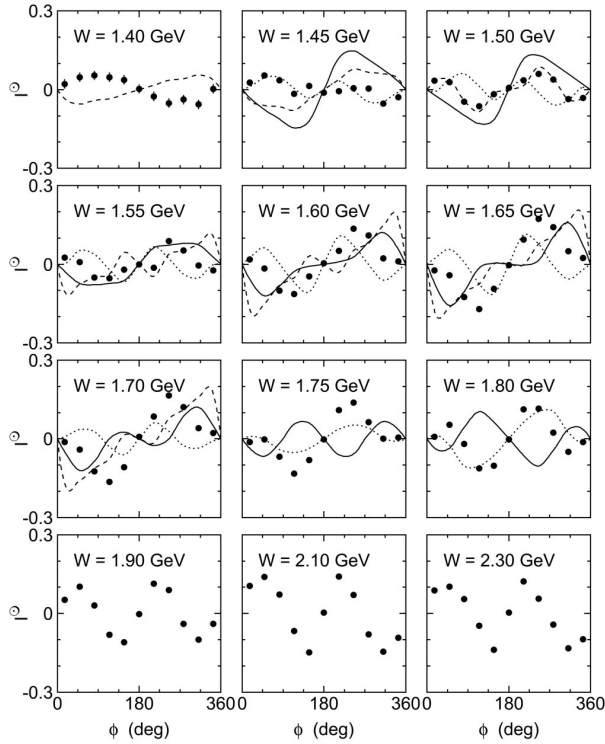 0.3
W = 1.40 GeV
W = 1.45 GeV
W = 1.50 GeV
I⊙
0
-0.3
0.3
W = 1.55 GeV
W = 1.60 GeV
W = 1.65 GeV
I⊙
0
-0.3
0.3
W = 1.70 GeV
W = 1.75 GeV
W = 1.80 GeV
I⊙
0
-0.3
0.3
W = 1.90 GeV
W = 2.10 GeV
W = 2.30 GeV
I⊙
0
-0.3
0 180 360 0 180 360 0 180 360
ϕ (deg) ϕ (deg) ϕ (deg)